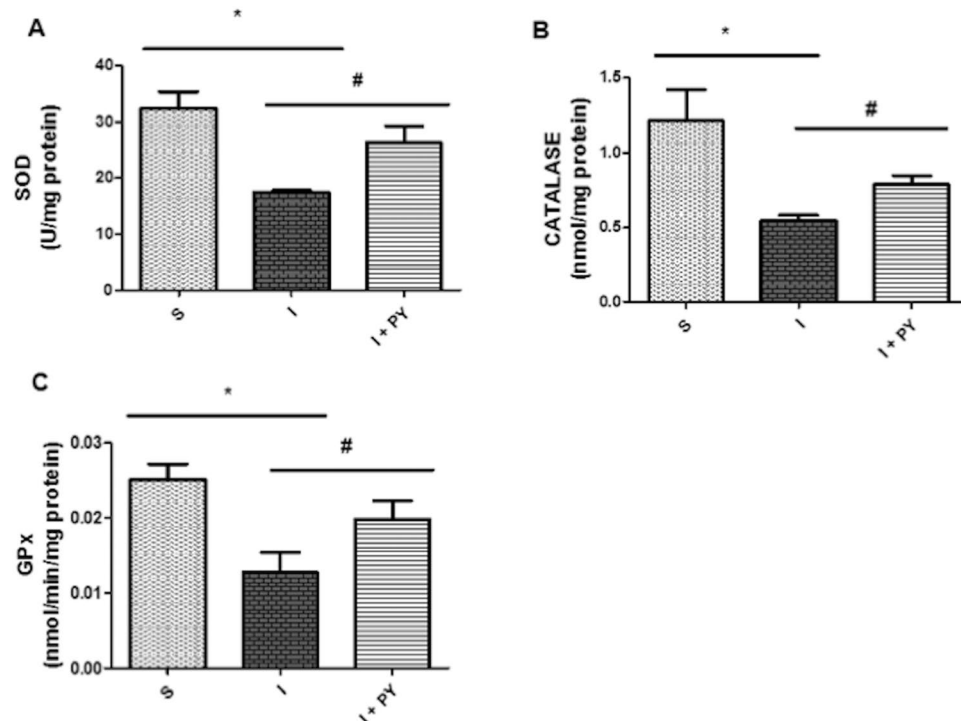 A
*
#
SOD
(U/mg protein)
40
30
20
10
0
S
I
I + PY
B
*
#
CATALASE
(nmol/mg protein)
1.5
1.0
0.5
0.0
S
I
I + PY
C
*
#
GPx
(nmol/min/mg protein)
0.03
0.02
0.01
0.00
S
I
I + PY